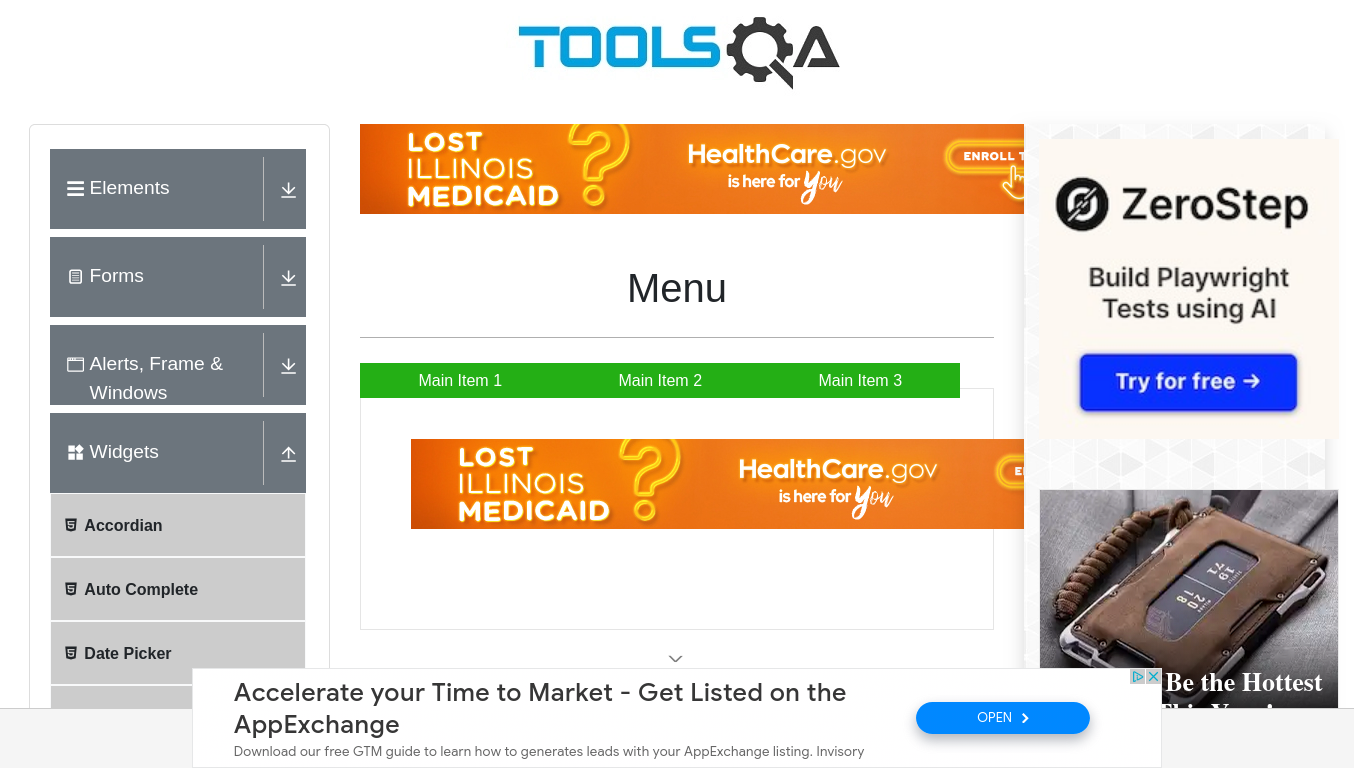 TOOLSQA
Elements
Forms
Alerts, Frame &
Windows
Widgets
Accordian
Auto Complete
Date Picker
LOST
ILLINOIS
MEDICAID
?
HealthCare.gov
is here for you
ENROLL
Menu
Main Item 1
Main Item 2
Main Item 3
LOST
ILLINOIS
MEDICAID
?
HealthCare.gov
is here for you
ZeroStep
Build Playwright
Tests using AI
Try for free →
Be the Hottest
Accelerate your Time to Market - Get Listed on the
AppExchange
Download our free GTM guide to learn how to generates leads with your AppExchange listing. Invisory
OPEN